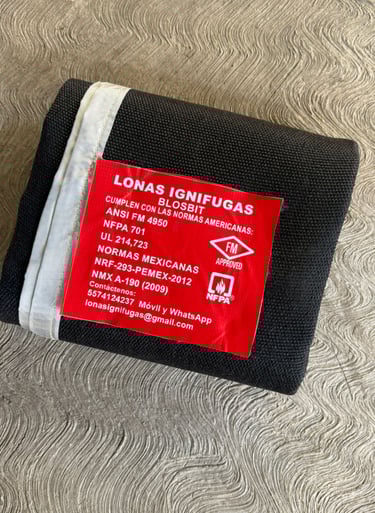 LONAS IGNIFUGAS
BLOSBIT
CUMPLEN CON LAS NORMAS AMERICANAS:
ANSI FM 4950
NFPA 701
UL 214,723
NORMAS MEXICANAS
NRF-293-PEMEX-2012
NMX A-190 (2009)
Contáctenos:
5574124237 Móvil y WhatsApp
lonasignifugas@gmail.com
FM
APPROVED
NFPA